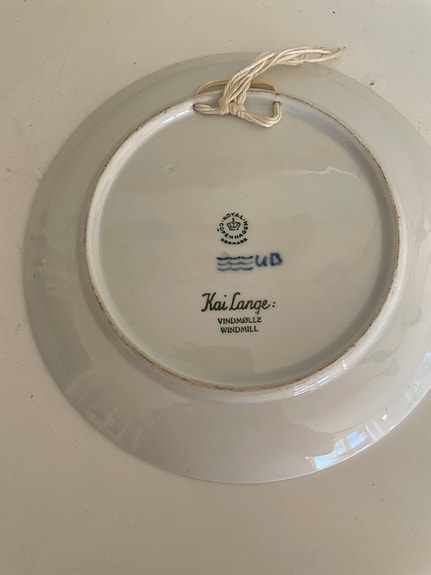 ROYAL
COPENHAGEN
DENMARK
UB
Kai Lange:
VINDMØLLE
WINDMILL